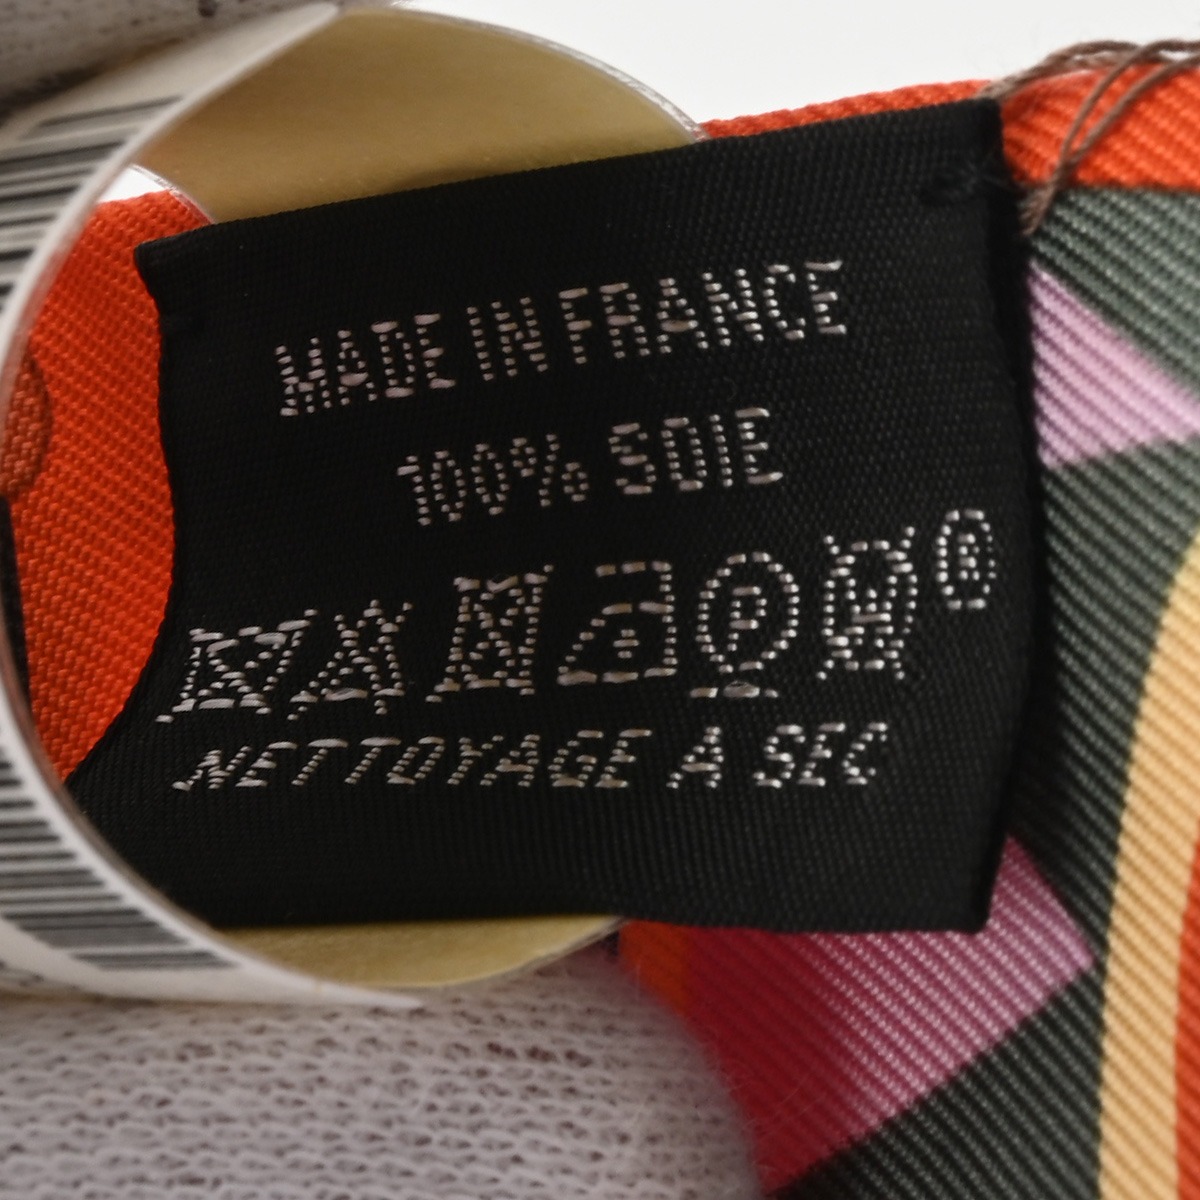 MADE IN FRANCE
100% SOIE
P W ®
NETTOYAGE A SEC